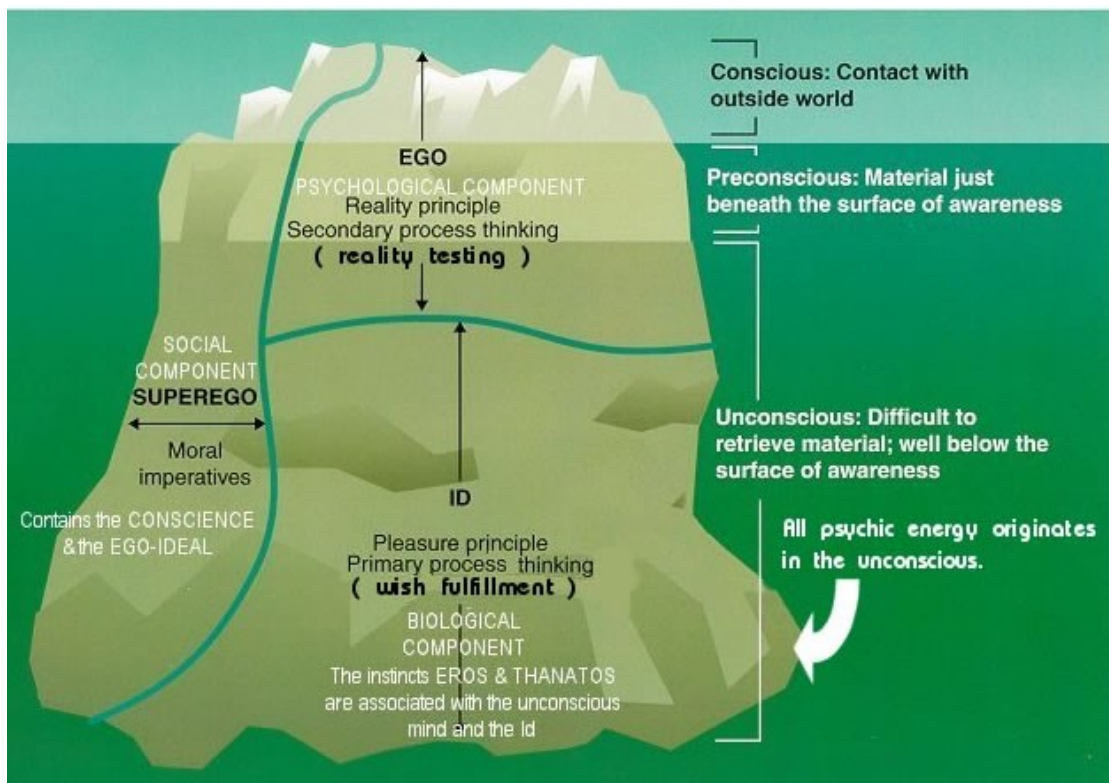 Conscious: Contact with
outside world
EGO
PSYCHOLOGICAL COMPONENT
Reality principle
Secondary process thinking
( reality testing )
Preconscious: Material just
beneath the surface of awareness
SOCIAL
COMPONENT
SUPEREGO
Moral
imperatives
Contains the CONSCIENCE
& the EGO-IDEAL
Unconscious: Difficult to
retrieve material; well below the
surface of awareness
ID
Pleasure principle
Primary process thinking
( wish fulfillment )
BIOLOGICAL
COMPONENT
The instincts EROS & THANATOS
are associated with the unconscious
mind and the Id
All psychic energy originates
in the unconscious.